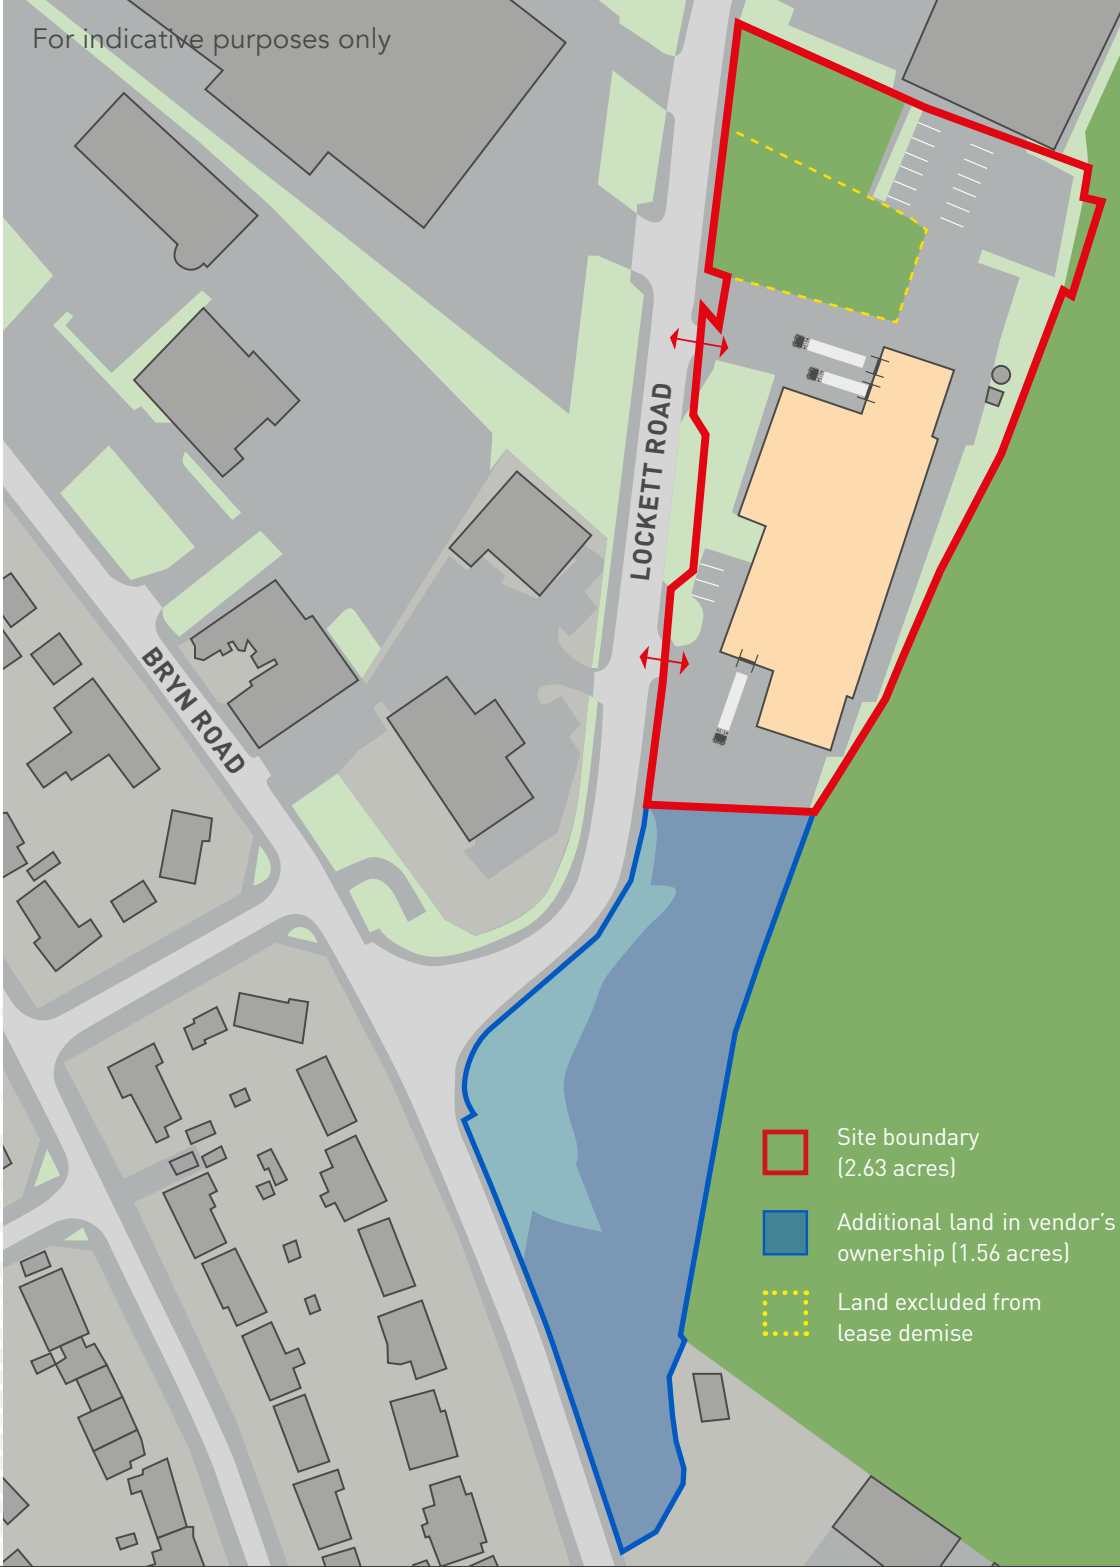 For indicative purposes only
LOCKETT ROAD
BRYN ROAD
Site boundary
(2.63 acres)
Additional land in vendor's
ownership (1.56 acres)
Land excluded from
lease demise